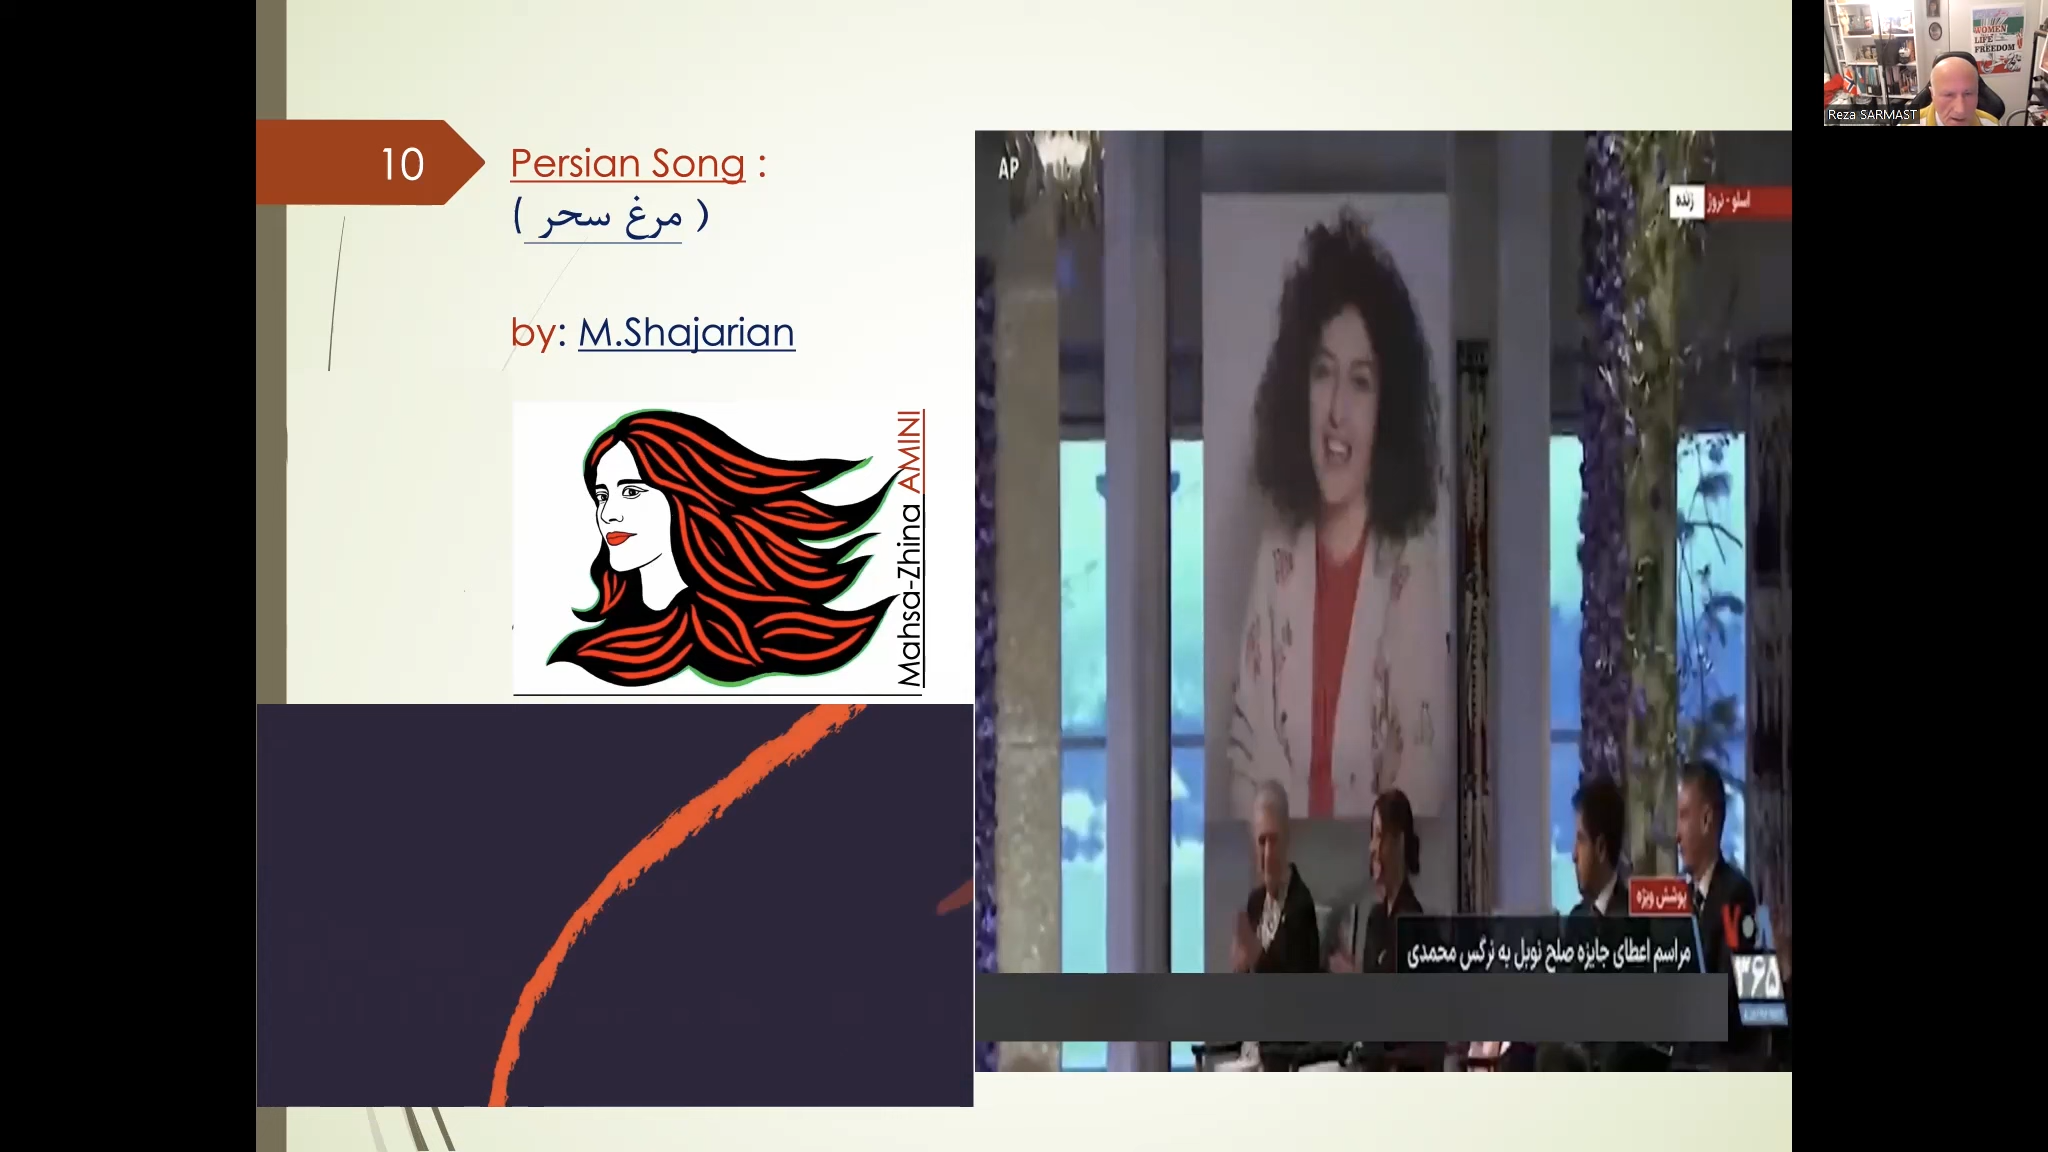 10
Persian Song :
( مرغ سحر )
by: M.Shajarian
Mahsa-Zhina AMINI
AP
زنده
اسلو - نروژ
پوشش ویژه
مراسم اعطای جایزه صلح نوبل به نرگس محمدی
VOA
۳۶۵
Reza SARMAST
WOMEN
LIFE
FREEDOM